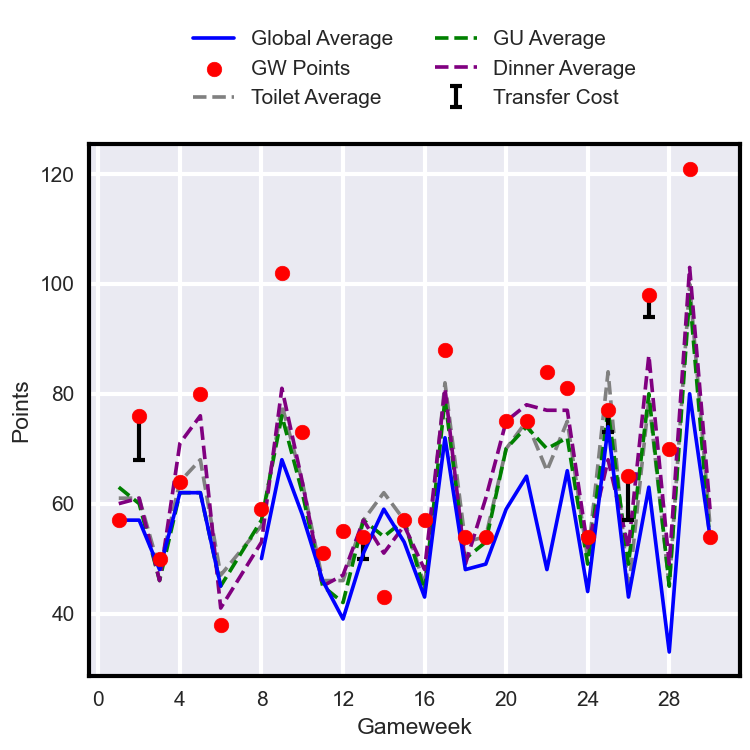 Global Average
GW Points
Toilet Average
GU Average
Dinner Average
Transfer Cost
120
100
80
60
40
Points
0 4 8 12 16 20 24 28
Gameweek